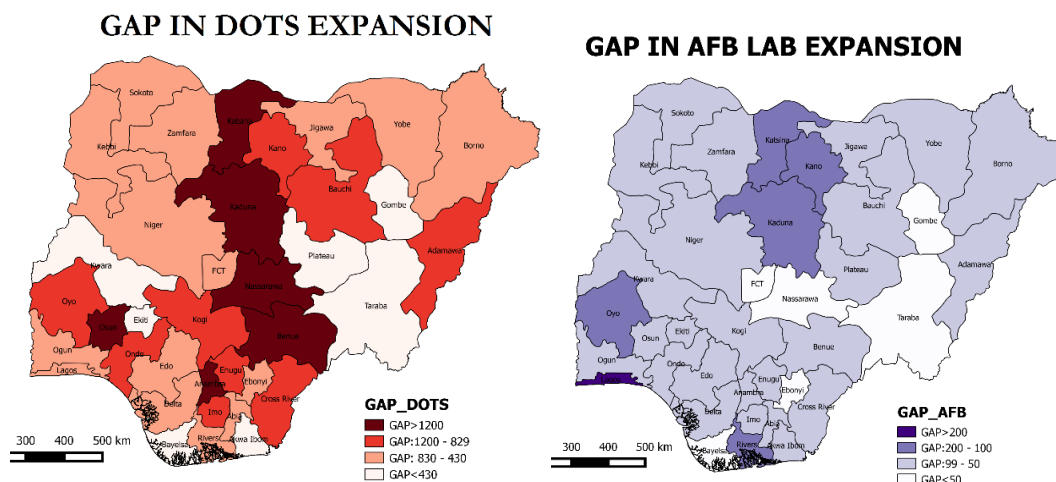 GAP IN DOTS EXPANSION
Sokoto
Katsina
Zamfara
Kebbi
Kano
Jigawa
Yobe
Borno
Bauchi
Gombe
Kaduna
Niger
Adamawa
Plateau
FCT
Kwara
Nassarawa
Taraba
Oyo
Osun
Ekiti
Kogi
Benue
Ogun
Ondo
Edo
Enugu
Lagos
Anambra
Ebonyi
Cross River
Delta
Imo
Abia
Bayelsa
Rivers
Akwa Ibom
GAP_DOTS
GAP>1200
GAP:1200 - 829
GAP: 830 - 430
GAP<430
300 400 500 km
GAP IN AFB LAB EXPANSION
Sokoto
Katsina
Zamfara
Kebbi
Kano
Jigawa
Yobe
Borno
Bauchi
Gombe
Kaduna
Niger
Adamawa
Plateau
FCT
Kwara
Nassarawa
Taraba
Oyo
Osun
Ekiti
Kogi
Benue
Ogun
Ondo
Edo
Enugu
Anambra
Ebonyi
Cross River
Delta
Imo
Abia
Bayelsa
Rivers
Akwa Ibom
GAP_AFB
GAP>200
GAP:200 - 100
GAP:99 - 50
GAP<50
300 400 500 km